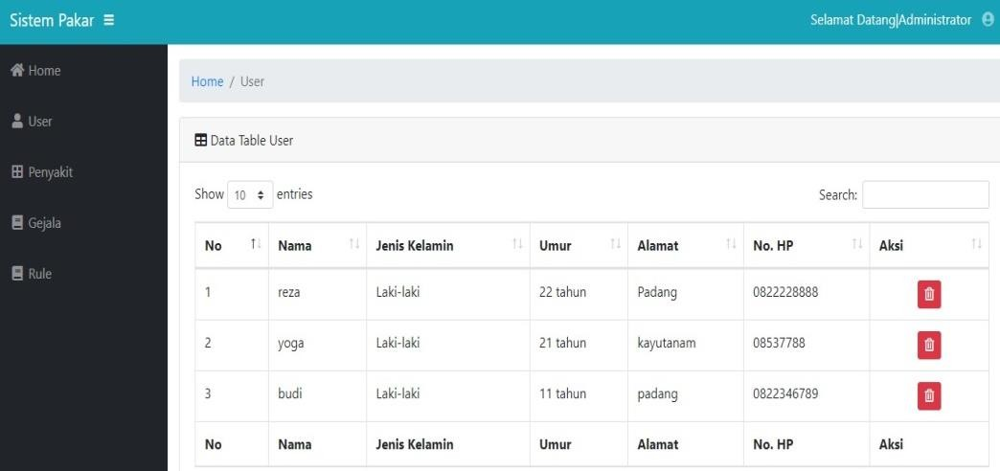 Sistem Pakar Selamat Datang|Administrator
Home
User
Penyakit
Gejala
Rule
Home / User
Data Table User
Show 10 entries Search:
No Nama Jenis Kelamin Umur Alamat No. HP Aksi
1 reza Laki-laki 22 tahun Padang 0822228888
2 yoga Laki-laki 21 tahun kayutanam 08537788
3 budi Laki-laki 11 tahun padang 0822346789
No Nama Jenis Kelamin Umur Alamat No. HP Aksi